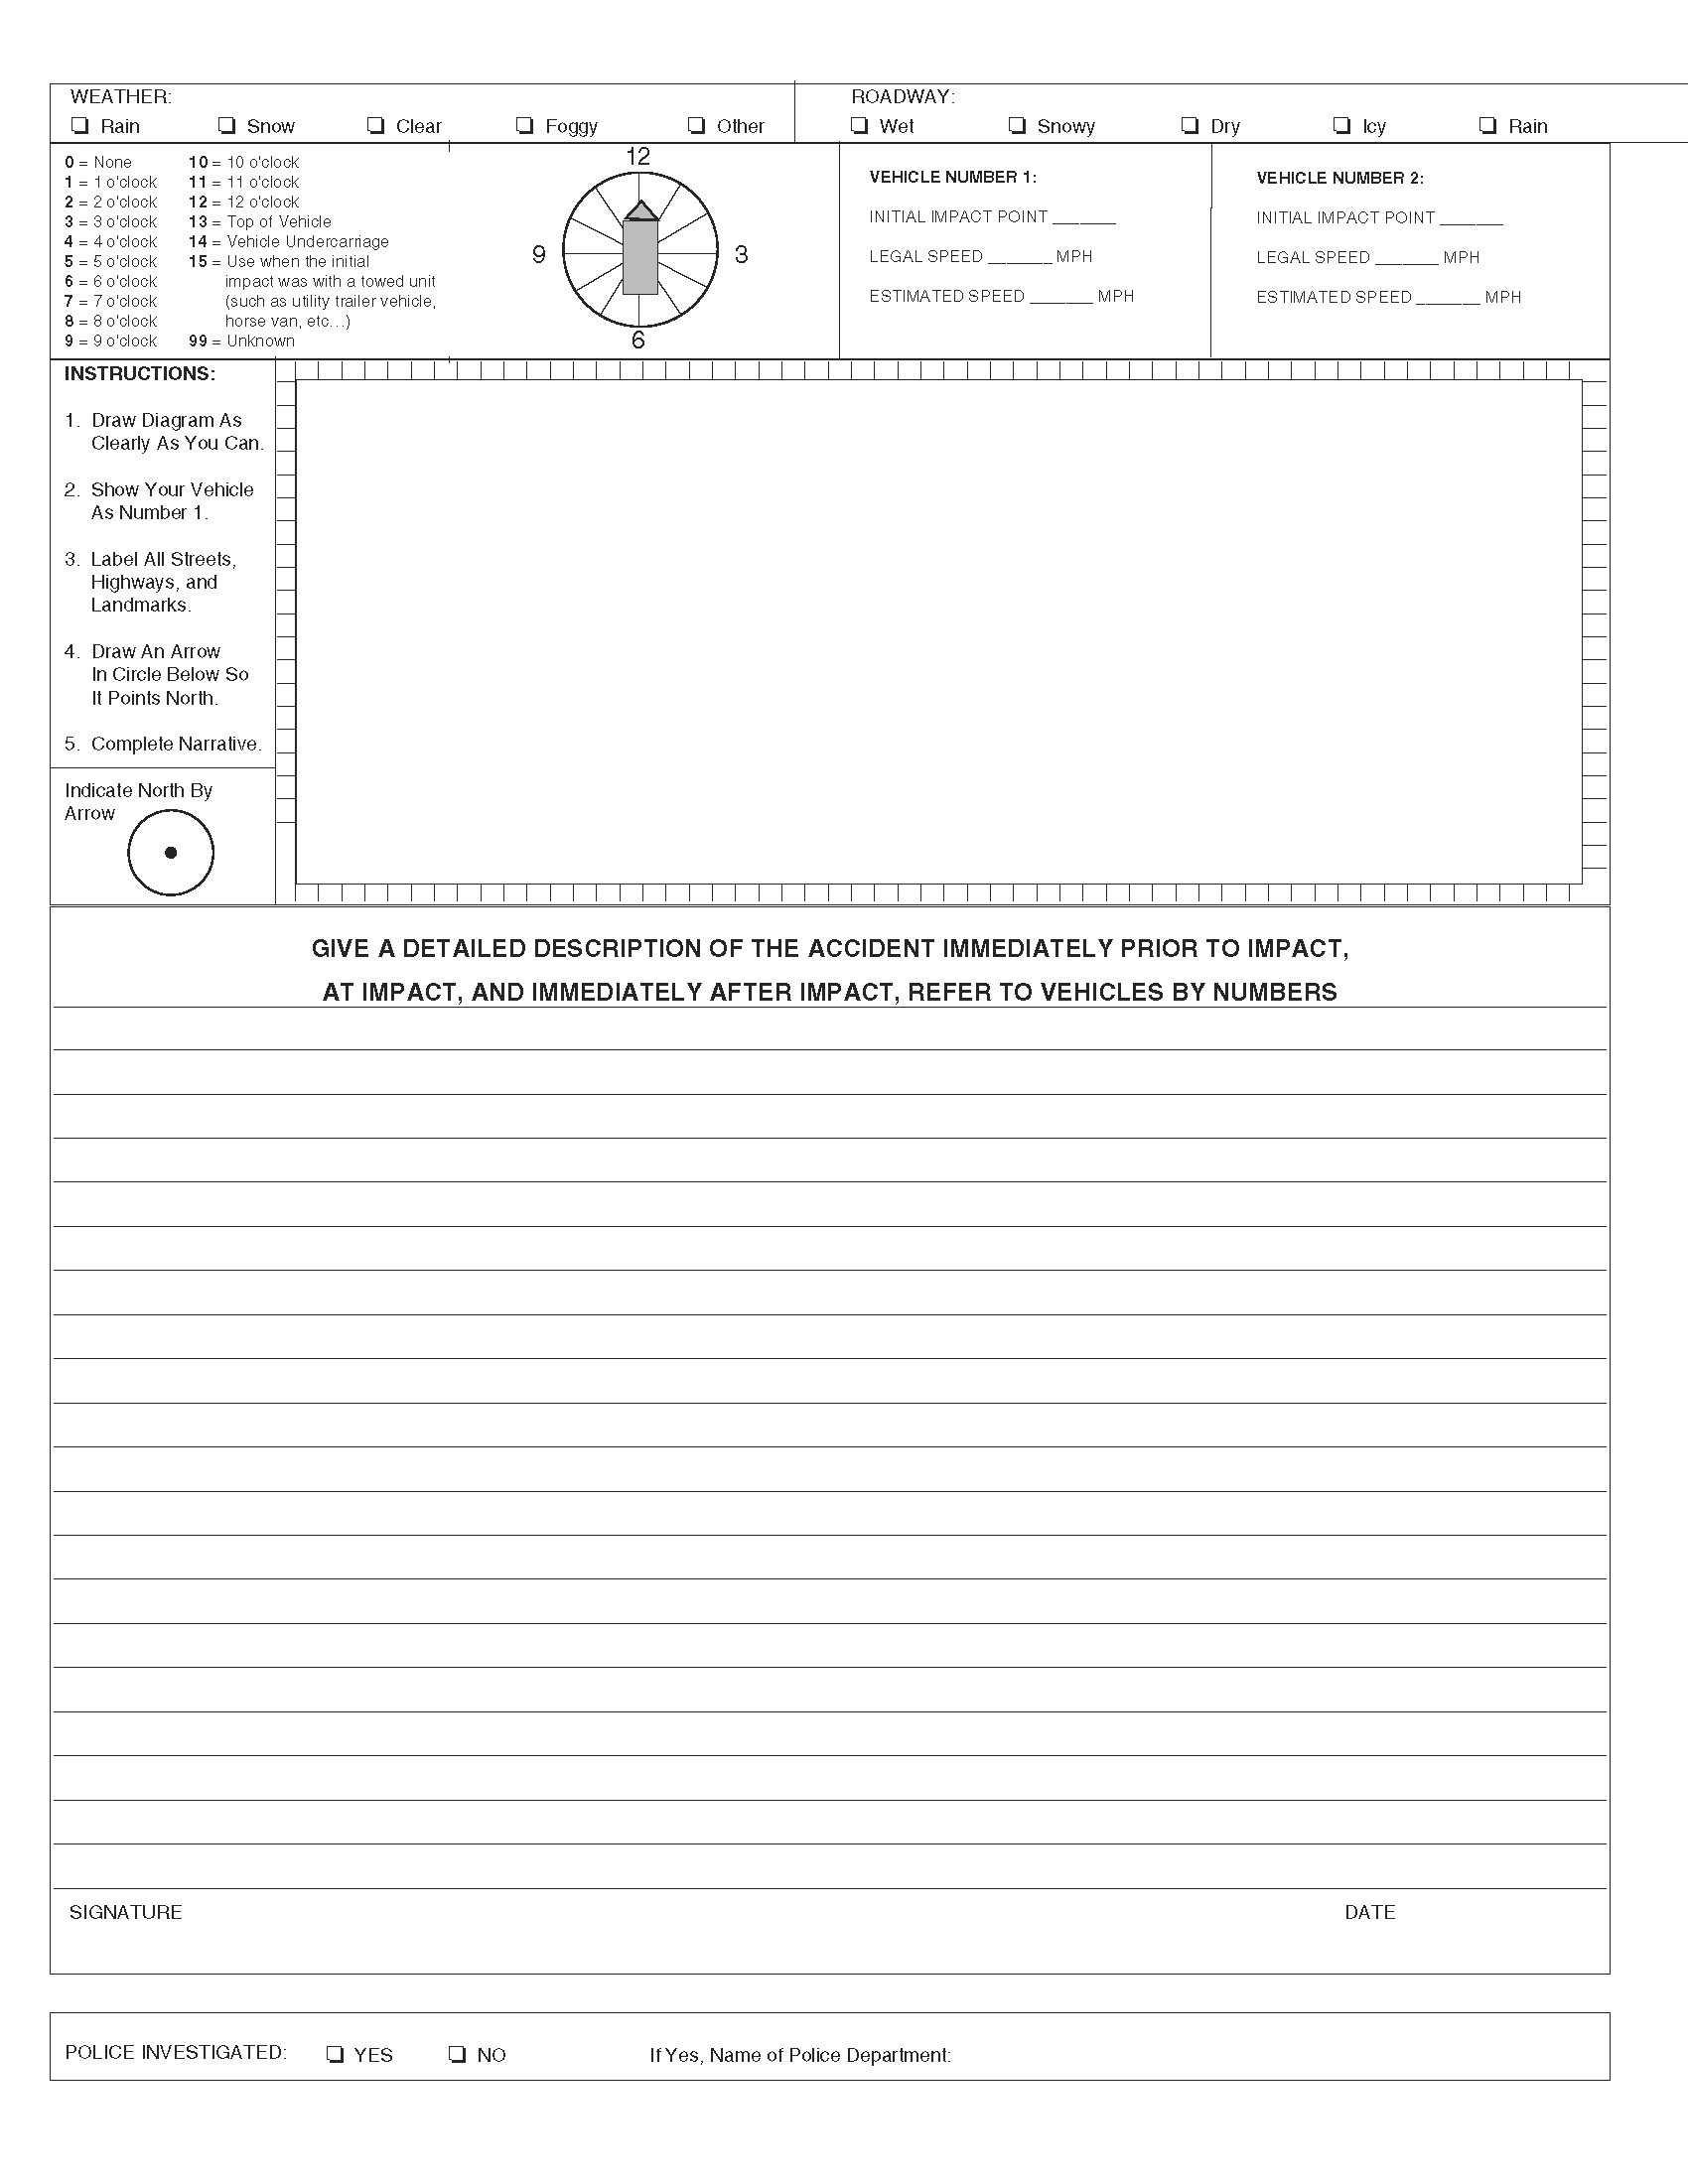 WEATHER:
❏ Rain ❏ Snow ❏ Clear ❏ Foggy ❏ Other
ROADWAY:
❏ Wet ❏ Snowy ❏ Dry ❏ Icy ❏ Rain
0 = None
1 = 1 o'clock
2 = 2 o'clock
3 = 3 o'clock
4 = 4 o'clock
5 = 5 o'clock
6 = 6 o'clock
7 = 7 o'clock
8 = 8 o'clock
9 = 9 o'clock
10 = 10 o'clock
11 = 11 o'clock
12 = 12 o'clock
13 = Top of Vehicle
14 = Vehicle Undercarriage
15 = Use when the initial
impact was with a towed unit
(such as utility trailer vehicle,
horse van, etc...)
99 = Unknown
12
9 3
6
VEHICLE NUMBER 1:
INITIAL IMPACT POINT _______
LEGAL SPEED _______ MPH
ESTIMATED SPEED _______ MPH
VEHICLE NUMBER 2:
INITIAL IMPACT POINT _______
LEGAL SPEED _______ MPH
ESTIMATED SPEED _______ MPH
INSTRUCTIONS:
1. Draw Diagram As
Clearly As You Can.
2. Show Your Vehicle
As Number 1.
3. Label All Streets,
Highways, and
Landmarks.
4. Draw An Arrow
In Circle Below So
It Points North.
5. Complete Narrative.
Indicate North By
Arrow
GIVE A DETAILED DESCRIPTION OF THE ACCIDENT IMMEDIATELY PRIOR TO IMPACT,
AT IMPACT, AND IMMEDIATELY AFTER IMPACT, REFER TO VEHICLES BY NUMBERS
SIGNATURE DATE
POLICE INVESTIGATED: ❏ YES ❏ NO If Yes, Name of Police Department: